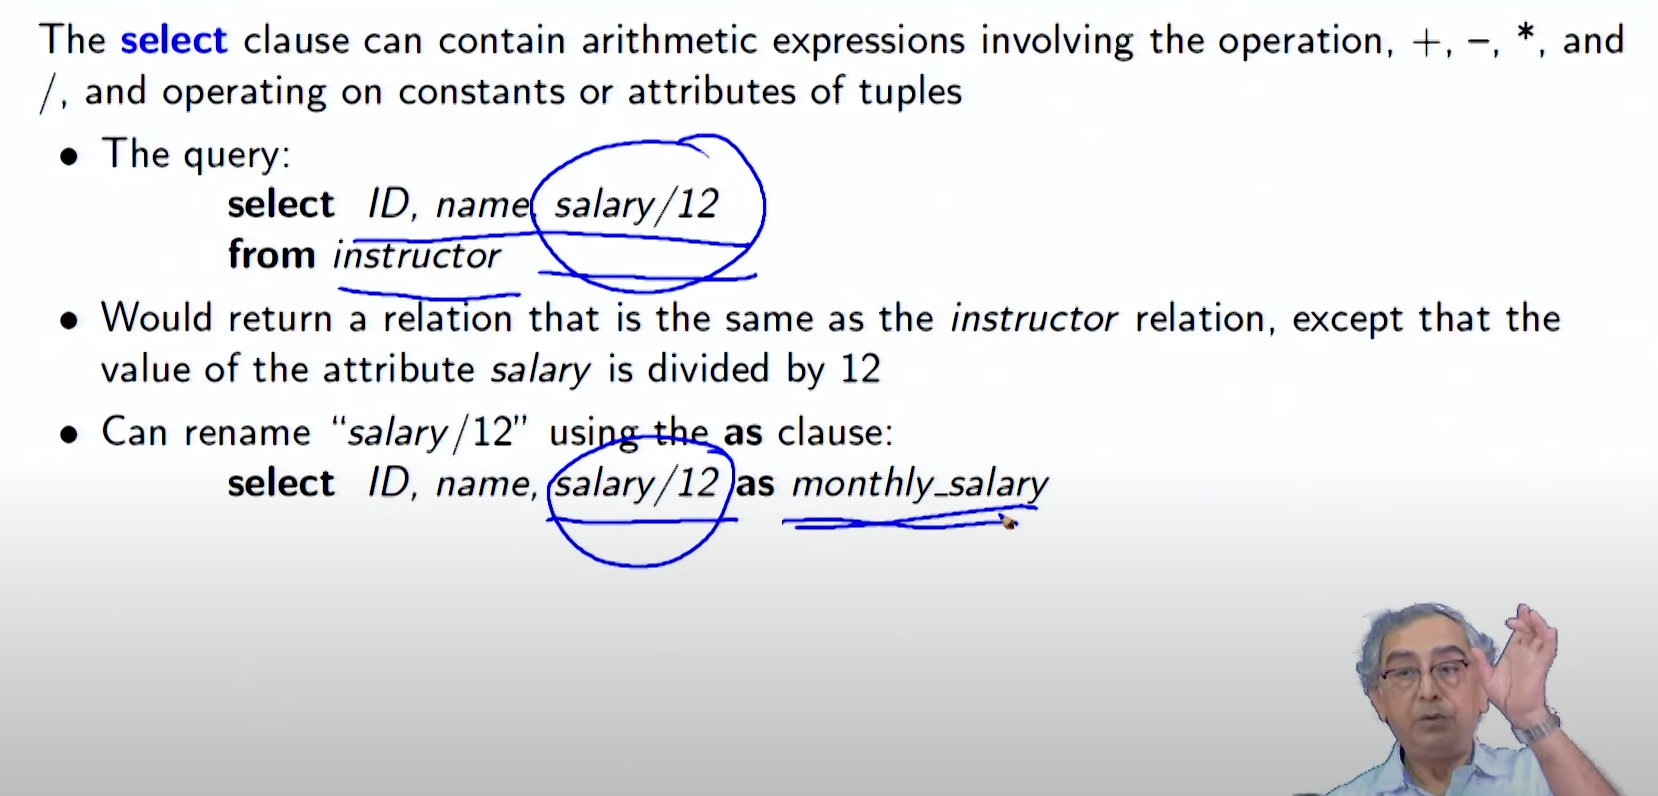 The select clause can contain arithmetic expressions involving the operation, +, −, *, and
/, and operating on constants or attributes of tuples
• The query:
select ID, name, salary/12
from instructor
• Would return a relation that is the same as the instructor relation, except that the
value of the attribute salary is divided by 12
• Can rename “salary/12” using the as clause:
select ID, name, salary/12 as monthly_salary